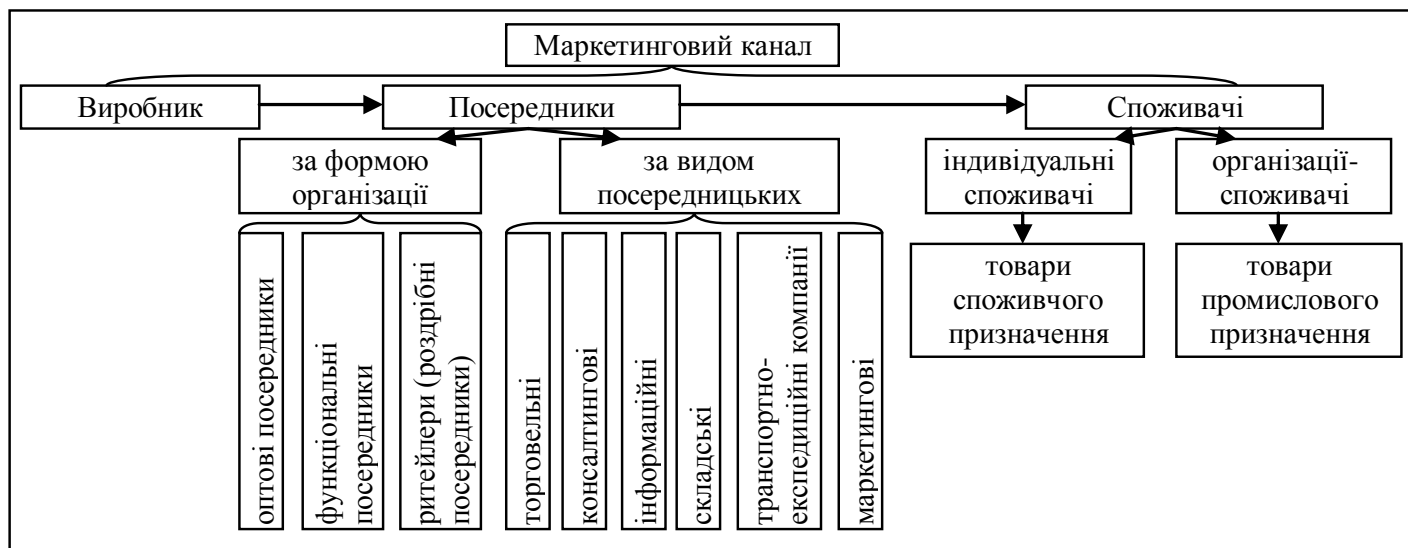 Маркетинговий канал
Виробник
Посередники
Споживачі
за формою
організації
за видом
посередницьких
індивідуальні
споживачі
організації-
споживачі
оптові посередники
функціональні
посередники
ритейлери (роздрібні
посередники)
торговельні
консалтингові
інформаційні
складські
транспортно-
експедиційні компанії
маркетингові
товари
споживчого
призначення
товари
промислового
призначення